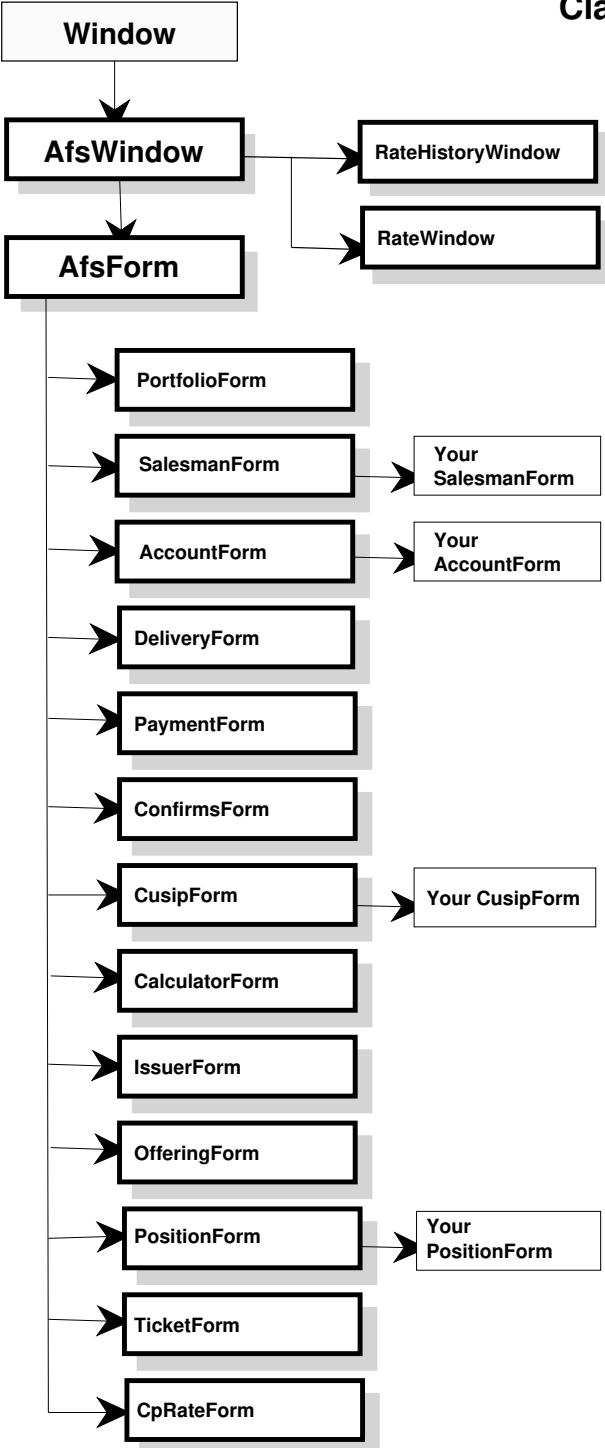 Cla
Window
AfsWindow
RateHistoryWindow
RateWindow
AfsForm
PortfolioForm
SalesmanForm
Your
SalesmanForm
AccountForm
Your
AccountForm
DeliveryForm
PaymentForm
ConfirmsForm
CusipForm
Your CusipForm
CalculatorForm
IssuerForm
OfferingForm
PositionForm
Your
PositionForm
TicketForm
CpRateForm